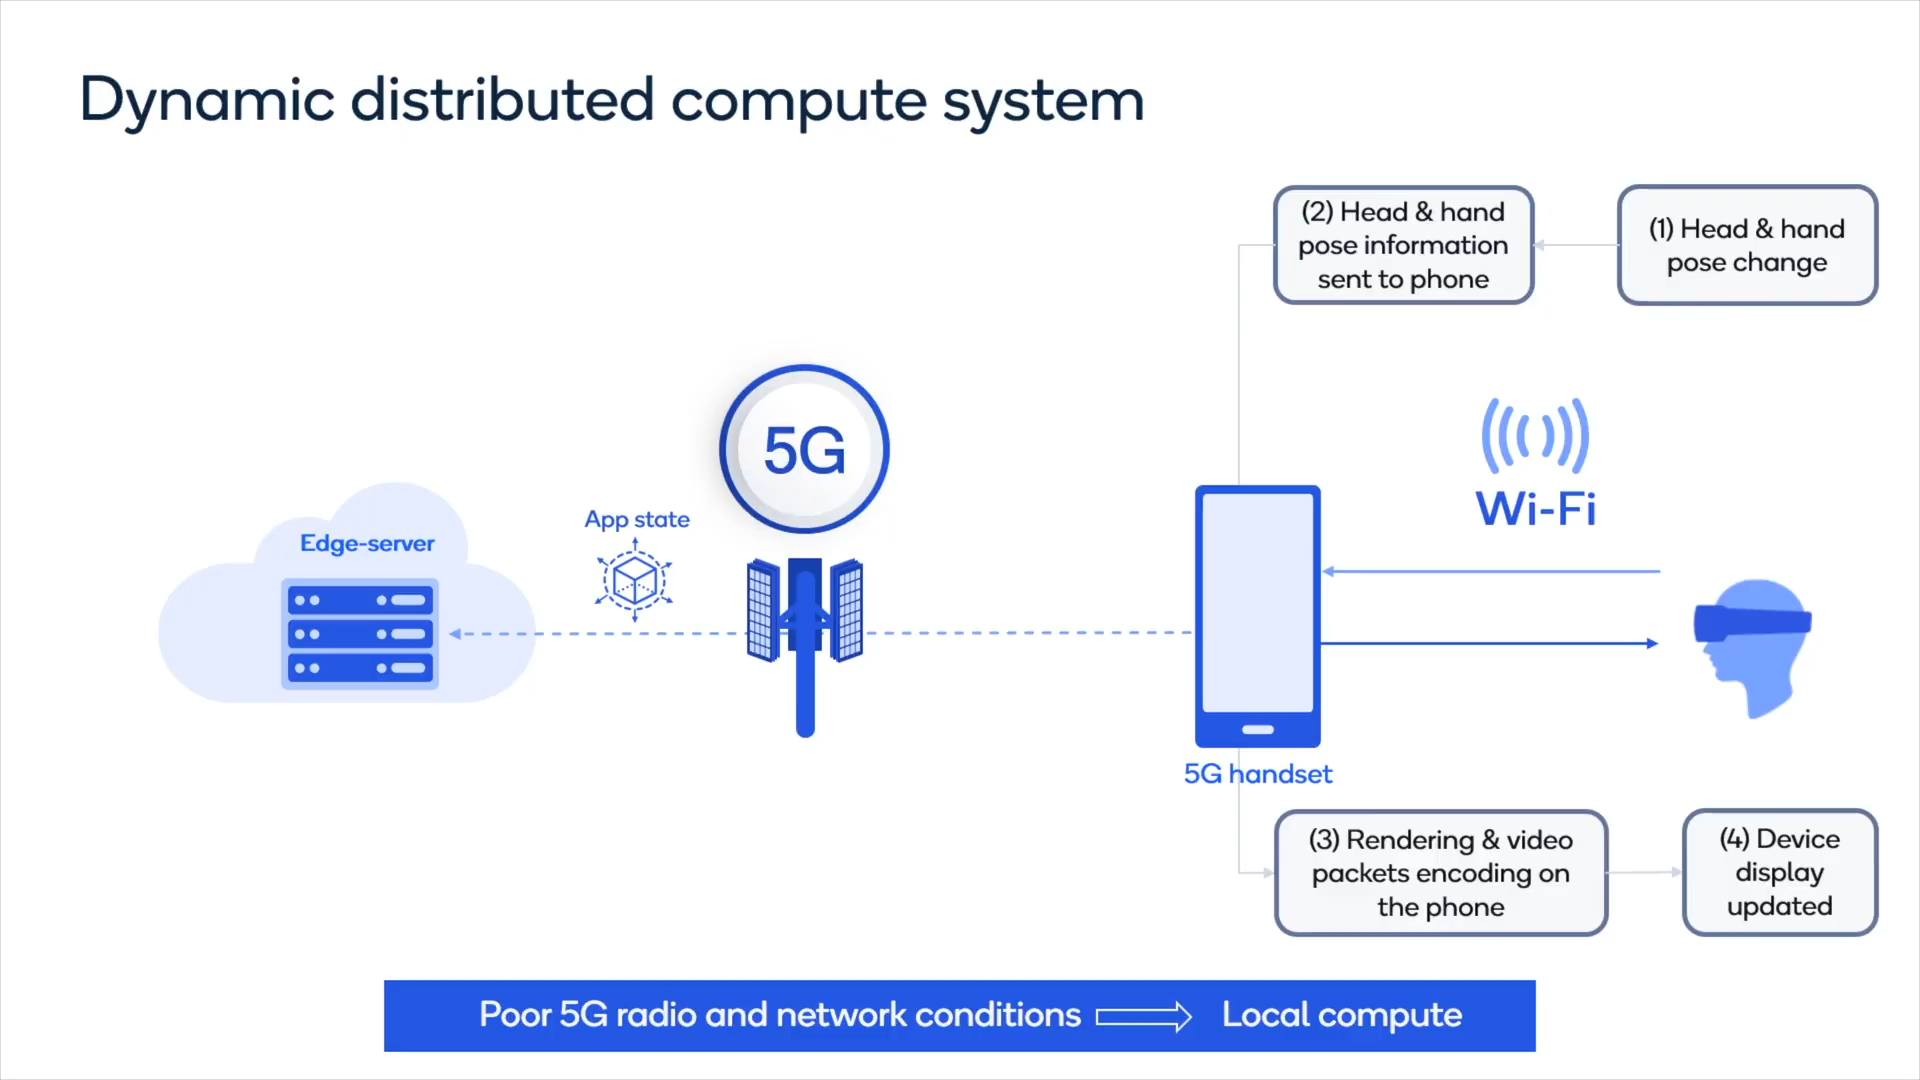 Dynamic distributed compute system
(2) Head & hand
pose information
sent to phone
(1) Head & hand
pose change
5G
Wi-Fi
App state
Edge-server
5G handset
(3) Rendering & video
packets encoding on
the phone
(4) Device
display
updated
Poor 5G radio and network conditions
Local compute